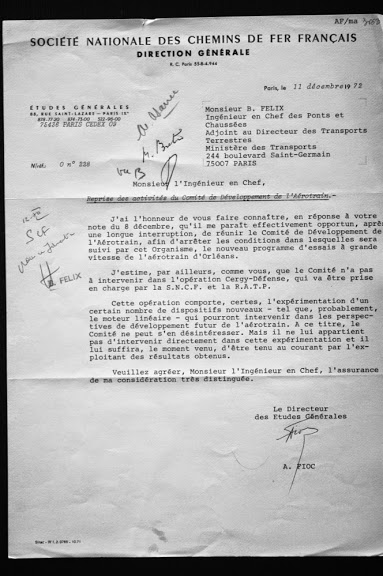 AF/ma
SOCIÉTÉ NATIONALE DES CHEMINS DE FER FRANÇAIS
DIRECTION GÉNÉRALE
R. C. Paris 55-B-4.944
Paris, le 11 décembre 1972
ÉTUDES GÉNÉRALES
88, RUE SAINT-LAZARE - PARIS IX°
75436 PARIS CEDEX 09
Monsieur B. FELIX
Ingénieur en Chef des Ponts et
Chaussées
Adjoint au Directeur des Transports
Terrestres
Ministère des Transports
244 boulevard Saint-Germain
75007 PARIS
N/réf. O n° 228
vu B
Monsieur l'Ingénieur en Chef,
Reprise des activités du Comité de Développement de l'Aérotrain.-
J'ai l'honneur de vous faire connaître, en réponse à votre
note du 8 décembre, qu'il me paraît effectivement opportun, après
une longue interruption, de réunir le Comité de Développement de
l'Aérotrain, afin d'arrêter les conditions dans lesquelles sera
suivi par cet Organisme, le nouveau programme d'essais à grande
vitesse de l'aérotrain d'Orléans.
B. FELIX
J'estime, par ailleurs, comme vous, que le Comité n'a pas
à intervenir dans l'opération Cergy-Défense, qui va être prise
en charge par la S.N.C.F. et la R.A.T.P.
Cette opération comporte, certes, l'expérimentation d'un
certain nombre de dispositifs nouveaux - tel que, probablement,
le moteur linéaire - qui pourront intervenir dans les perspec-
tives de développement futur de l'aérotrain. A ce titre, le
Comité ne peut s'en désintéresser. Mais il ne lui appartient
pas d'intervenir directement dans cette expérimentation et il
lui suffira, le moment venu, d'être tenu au courant par l'ex-
ploitant des résultats obtenus.
Veuillez agréer, Monsieur l'Ingénieur en Chef, l'assurance
de ma considération très distinguée.
Le Directeur
des Etudes Générales
A. FIOC